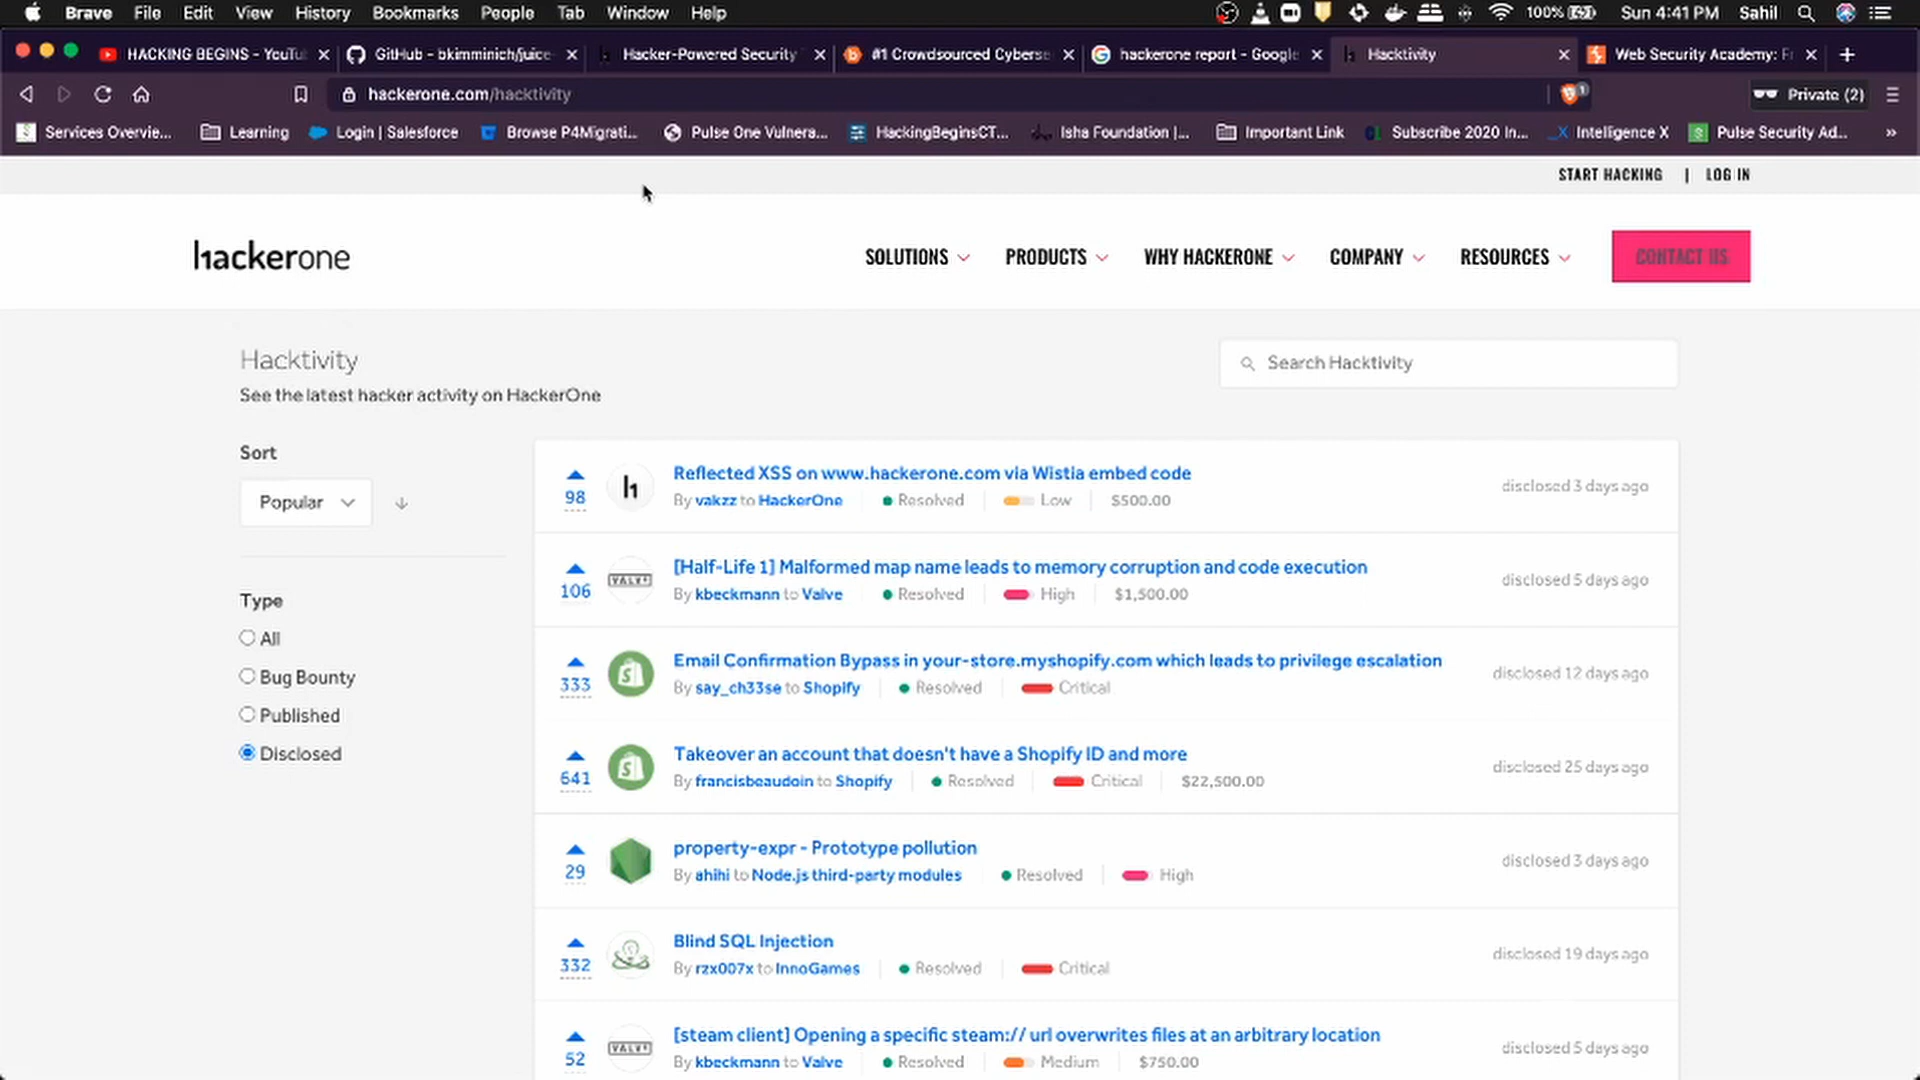 Brave File Edit View History Bookmarks People Tab Window Help 100% Sun 4:41 PM Sahil
HACKING BEGINS - YouTu GitHub - bkimminich/juice- Hacker-Powered Security #1 Crowdsourced Cyberse hackerone report - Google Hacktivity Web Security Academy: Fr
hackerone.com/hacktivity 1 Private (2)
Services Overvie... Learning Login | Salesforce Browse P4Migrati... Pulse One Vulnera... HackingBeginsCT... Isha Foundation |... Important Link Subscribe 2020 In... Intelligence X Pulse Security Ad... »
START HACKING | LOG IN
hackerone SOLUTIONS PRODUCTS WHY HACKERONE COMPANY RESOURCES CONTACT US
Hacktivity
See the latest hacker activity on HackerOne
Search Hacktivity
Sort
Popular
Type
All
Bug Bounty
Published
Disclosed
Reflected XSS on www.hackerone.com via Wistia embed code
98 By vakzz to HackerOne Resolved Low $500.00 disclosed 3 days ago
[Half-Life 1] Malformed map name leads to memory corruption and code execution
106 VALVE By kbeckmann to Valve Resolved High $1,500.00 disclosed 5 days ago
Email Confirmation Bypass in your-store.myshopify.com which leads to privilege escalation
333 By say_ch33se to Shopify Resolved Critical disclosed 12 days ago
Takeover an account that doesn't have a Shopify ID and more
641 By francisbeaudoin to Shopify Resolved Critical $22,500.00 disclosed 25 days ago
property-expr - Prototype pollution
29 By ahihi to Node.js third-party modules Resolved High disclosed 3 days ago
Blind SQL Injection
332 By rzx007x to InnoGames Resolved Critical disclosed 19 days ago
[steam client] Opening a specific steam:// url overwrites files at an arbitrary location
52 VALVE By kbeckmann to Valve Resolved Medium $750.00 disclosed 5 days ago